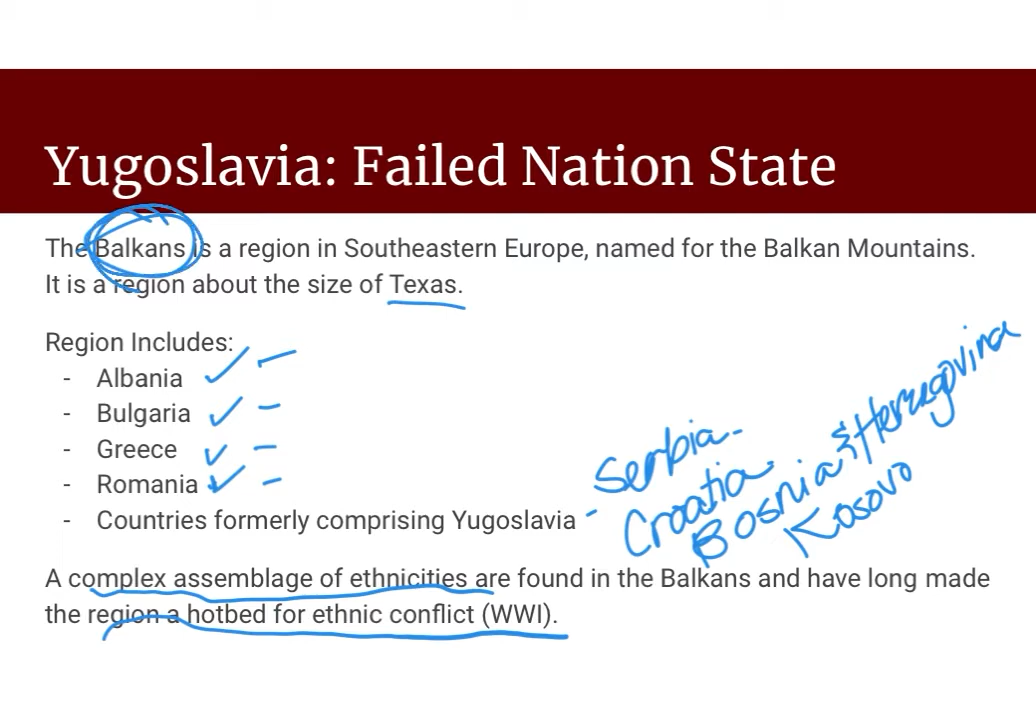 Yugoslavia: Failed Nation State
The Balkans is a region in Southeastern Europe, named for the Balkan Mountains.
It is a region about the size of Texas.
Region Includes:
- Albania
- Bulgaria
- Greece
- Romania
- Countries formerly comprising Yugoslavia -
Serbia-
Croatia
Bosnia & Herzegovina
Kosovo
A complex assemblage of ethnicities are found in the Balkans and have long made
the region a hotbed for ethnic conflict (WWI).